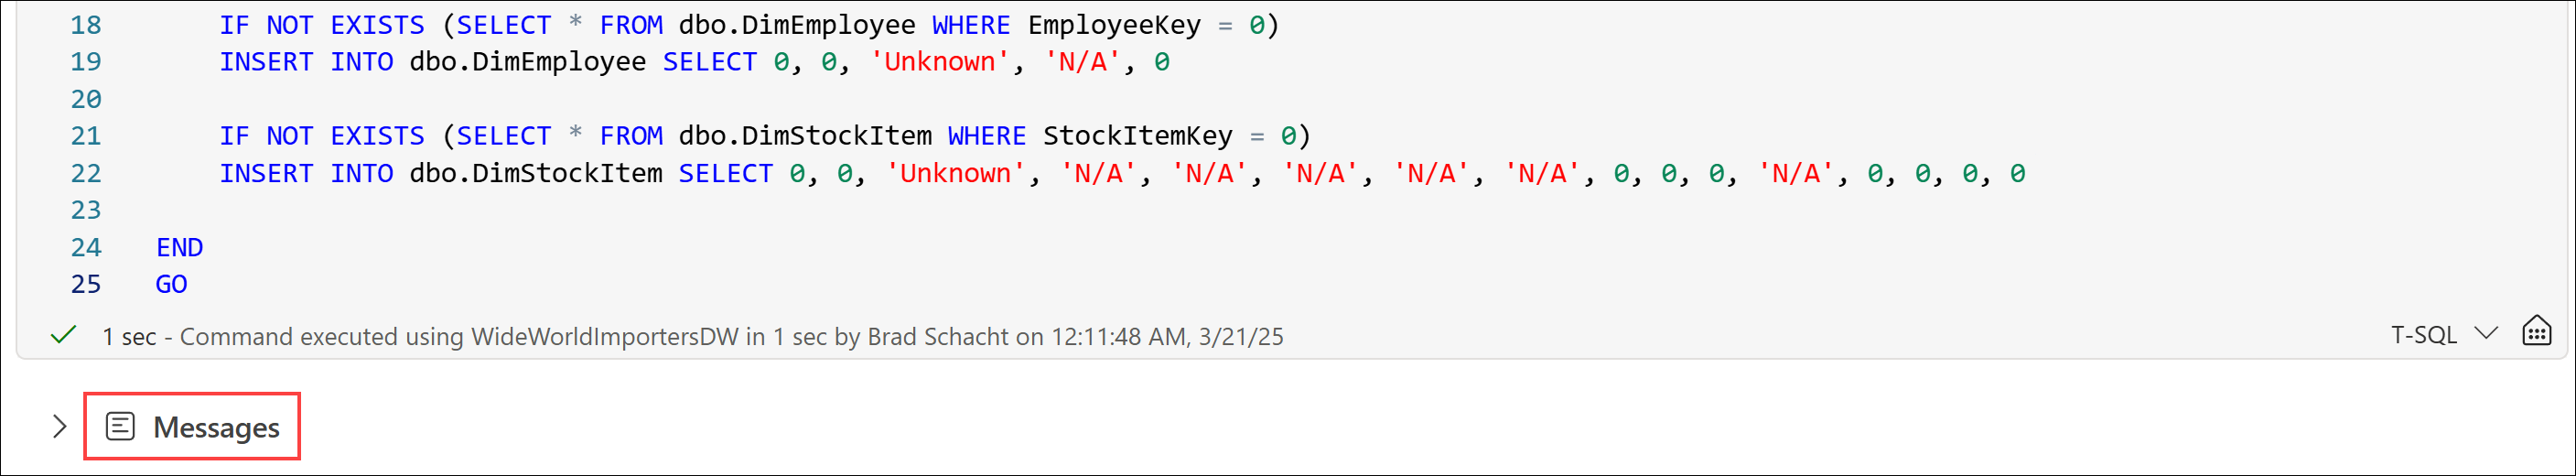 18 IF NOT EXISTS (SELECT * FROM dbo.DimEmployee WHERE EmployeeKey = 0)
19 INSERT INTO dbo.DimEmployee SELECT 0, 0, 'Unknown', 'N/A', 0
20
21 IF NOT EXISTS (SELECT * FROM dbo.DimStockItem WHERE StockItemKey = 0)
22 INSERT INTO dbo.DimStockItem SELECT 0, 0, 'Unknown', 'N/A', 'N/A', 'N/A', 'N/A', 'N/A', 0, 0, 0, 'N/A', 0, 0, 0, 0
23
24 END
25 GO
1 sec - Command executed using WideWorldImportersDW in 1 sec by Brad Schacht on 12:11:48 AM, 3/21/25 T-SQL
Messages